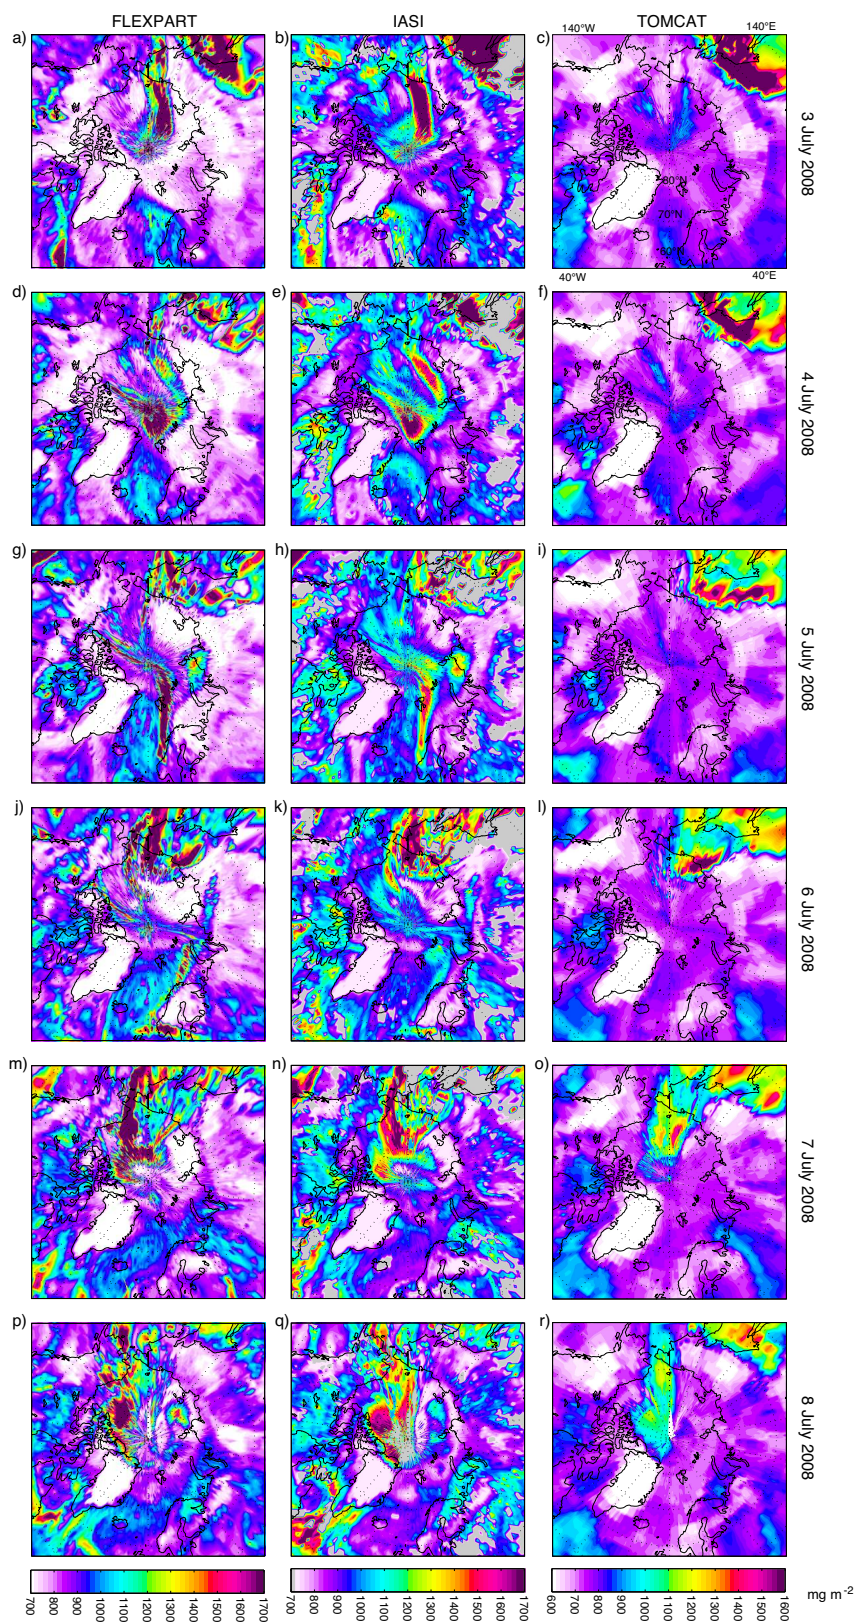 FLEXPART IASI TOMCAT
a) b) c) 140°W 140°E
80°N
70°N
60°N
3 July 2008
40°W 40°E
d) e) f)
4 July 2008
g) h) i)
5 July 2008
j) k) l)
6 July 2008
m) n) o)
7 July 2008
p) q) r)
8 July 2008
700 800 900 1000 1100 1200 1300 1400 1500 1600 1700
700 800 900 1000 1100 1200 1300 1400 1500 1600 1700
600 700 800 900 1000 1100 1200 1300 1400 1500 1600
mg m⁻²